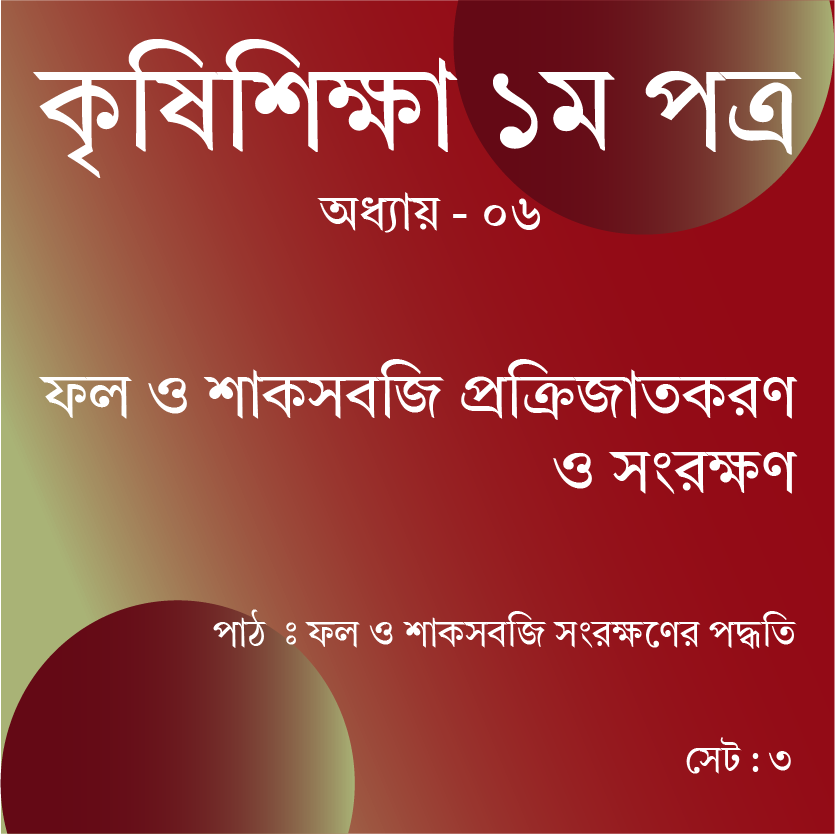 কৃষিশিক্ষা ১ম পত্র
অধ্যায় - ০৬
ফল ও শাকসবজি প্রক্রিজাতকরণ
ও সংরক্ষণ
পাঠ ঃ ফল ও শাকসবজি সংরক্ষণের পদ্ধতি
সেট : ৩